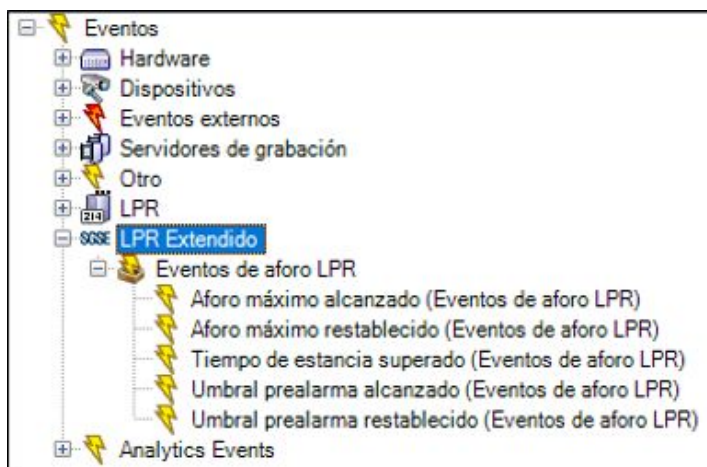 Eventos
Hardware
Dispositivos
Eventos externos
Servidores de grabación
Otro
214 LPR
SGSE LPR Extendido
Eventos de aforo LPR
Aforo máximo alcanzado (Eventos de aforo LPR)
Aforo máximo restablecido (Eventos de aforo LPR)
Tiempo de estancia superado (Eventos de aforo LPR)
Umbral prealarma alcanzado (Eventos de aforo LPR)
Umbral prealarma restablecido (Eventos de aforo LPR)
Analytics Events